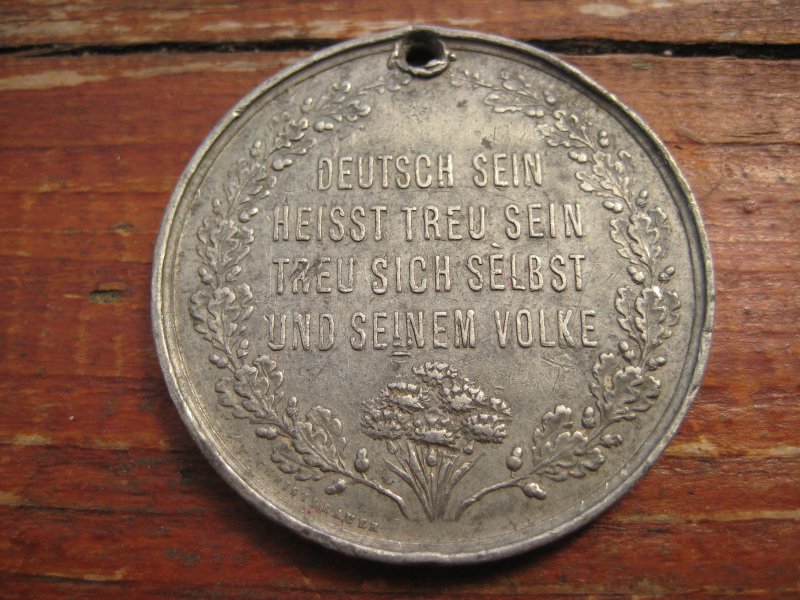 DEUTSCH SEIN
HEISST TREU SEIN
TREU SICH SELBST
UND SEINEM VOLKE